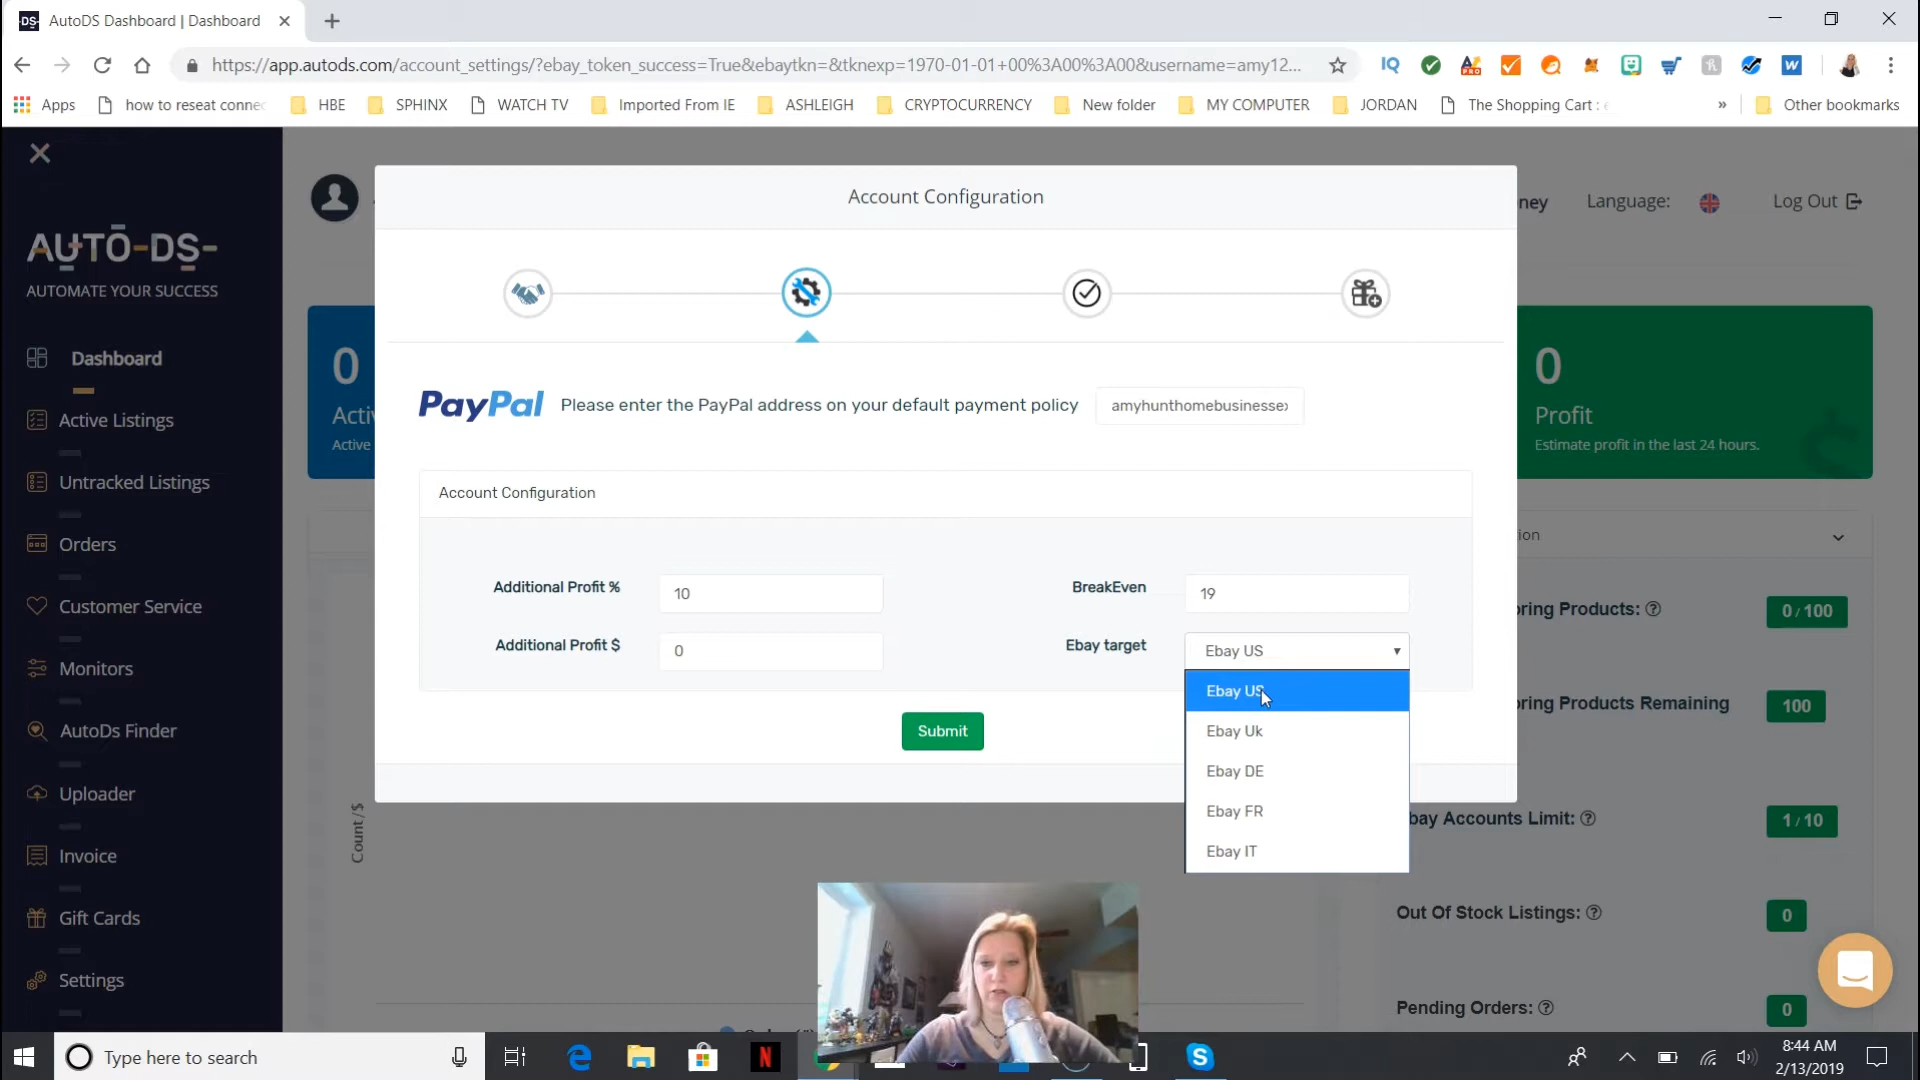 AutoDS Dashboard | Dashboard
https://app.autods.com/account_settings/?ebay_token_success=True&ebaytkn=&tknexp=1970-01-01+00%3A00%3A00&username=amy12...
Apps
how to reseat connec
HBE
SPHINX
WATCH TV
Imported From IE
ASHLEIGH
CRYPTOCURRENCY
New folder
MY COMPUTER
JORDAN
The Shopping Cart :
Other bookmarks
AUTO-DS-
AUTOMATE YOUR SUCCESS
Dashboard
Active Listings
Untracked Listings
Orders
Customer Service
Monitors
AutoDs Finder
Uploader
Invoice
Gift Cards
Settings
ney
Language:
Log Out
Account Configuration
PayPal
Please enter the PayPal address on your default payment policy
amyhunthomebusinesse
Account Configuration
Additional Profit %
10
BreakEven
19
Additional Profit $
0
Ebay target
Ebay US
Ebay US
Ebay Uk
Ebay DE
Ebay FR
Ebay IT
Submit
0
Acti
Active
0
Profit
Estimate profit in the last 24 hours.
ion
oring Products:
0/100
oring Products Remaining
100
bay Accounts Limit:
1/10
Out Of Stock Listings:
0
Pending Orders:
0
Count/$
Type here to search
8:44 AM
2/13/2019